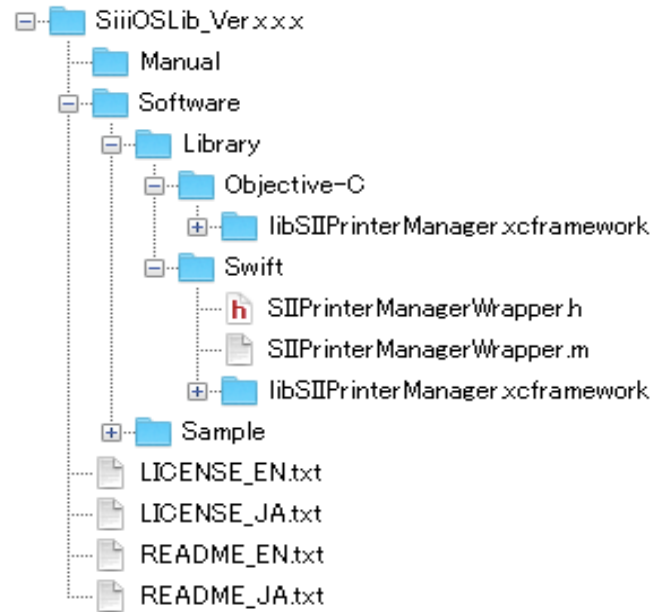 SiiiOSLib_Verx.x.x
Manual
Software
Library
Objective-C
libSIIPrinterManager.xcframework
Swift
h SIIPrinterManagerWrapper.h
SIIPrinterManagerWrapper.m
libSIIPrinterManager.xcframework
Sample
LICENSE_EN.txt
LICENSE_JA.txt
README_EN.txt
README_JA.txt